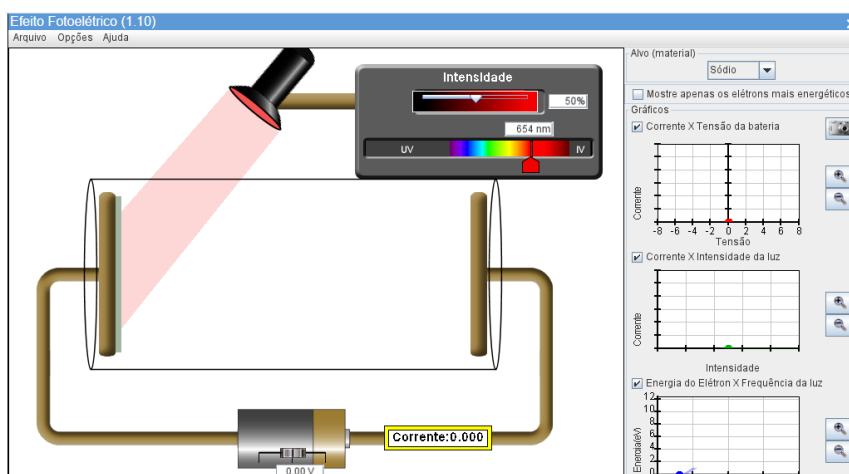 Efeito Fotoelétrico (1.10)
Arquivo Opções Ajuda
Intensidade
50%
654 nm
UV
IV
Corrente:0.000
0.00 V
Alvo (material)
Sódio
Mostre apenas os elétrons mais energéticos
Gráficos
Corrente X Tensão da bateria
Corrente
-8 -6 -4 -2 0 2 4 6 8
Tensão
Corrente X Intensidade da luz
Corrente
Intensidade
Energia do Elétron X Frequência da luz
Energia(eV)
12
10
8
6
4
2
0